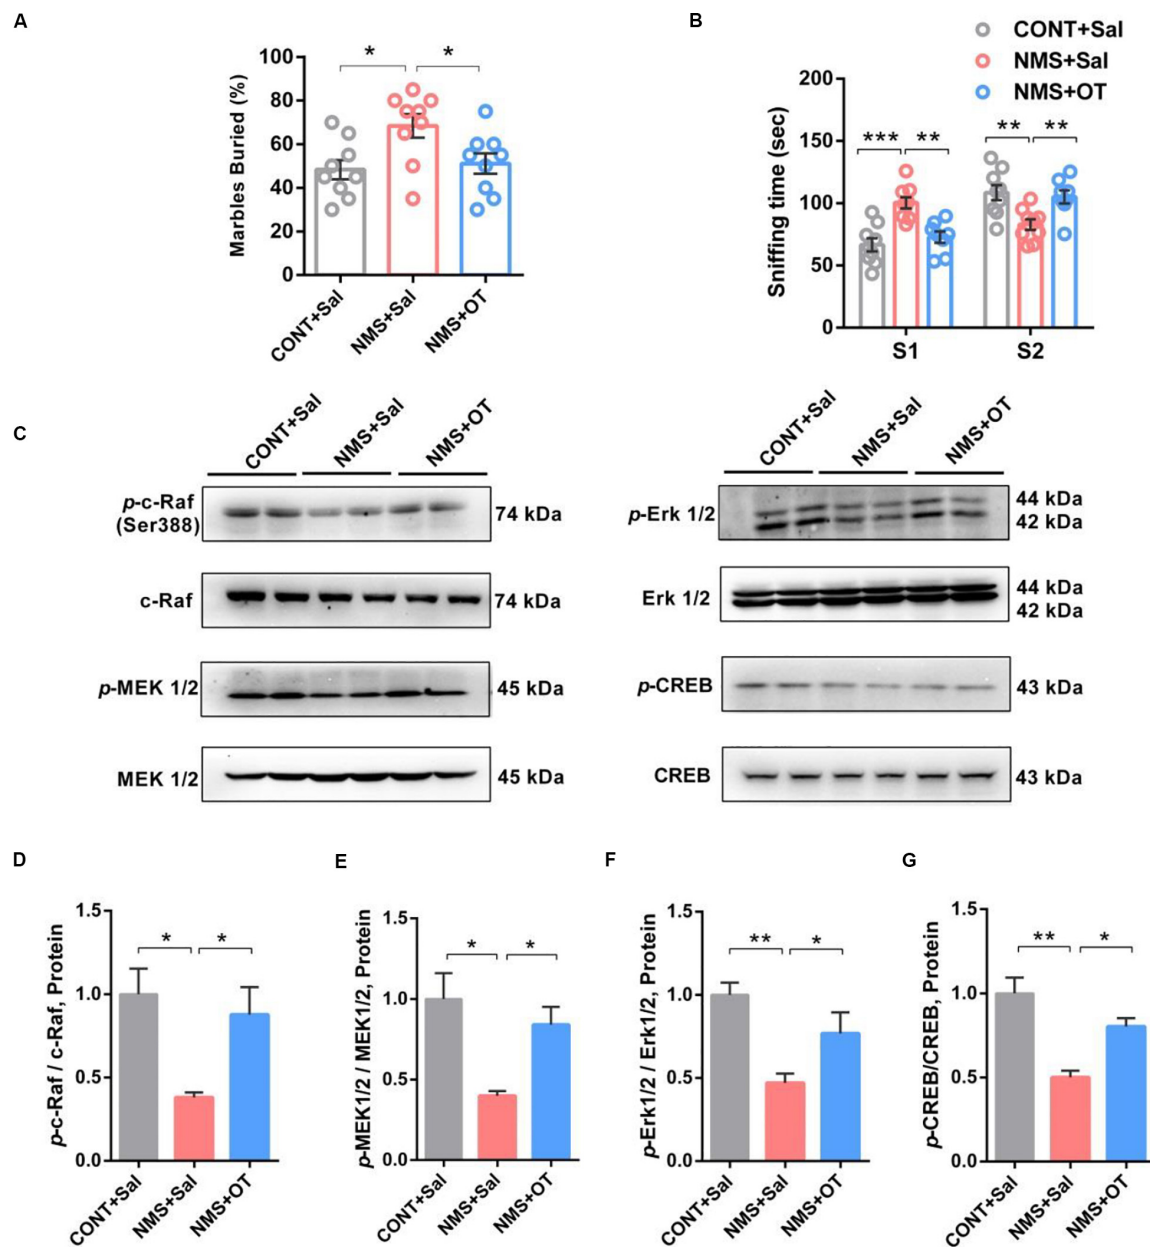 A
Marbles Buried (%)
100
80
60
40
20
0
* *
CONT+Sal
NMS+Sal
NMS+OT
B
CONT+Sal
NMS+Sal
NMS+OT
Sniffing time (sec)
200
150
100
50
0
*** ** ** **
S1 S2
C
CONT+Sal NMS+Sal NMS+OT
p-c-Raf
(Ser388)
74 kDa
c-Raf 74 kDa
p-MEK 1/2 45 kDa
MEK 1/2 45 kDa
CONT+Sal NMS+Sal NMS+OT
p-Erk 1/2
44 kDa
42 kDa
Erk 1/2
44 kDa
42 kDa
p-CREB 43 kDa
CREB 43 kDa
D
p-c-Raf / c-Raf, Protein
1.5
1.0
0.5
0.0
* *
CONT+Sal
NMS+Sal
NMS+OT
E
p-MEK1/2 / MEK1/2, Protein
1.5
1.0
0.5
0.0
* *
CONT+Sal
NMS+Sal
NMS+OT
F
p-Erk1/2 / Erk1/2, Protein
1.5
1.0
0.5
0.0
** *
CONT+Sal
NMS+Sal
NMS+OT
G
p-CREB/CREB, Protein
1.5
1.0
0.5
0.0
** *
CONT+Sal
NMS+Sal
NMS+OT